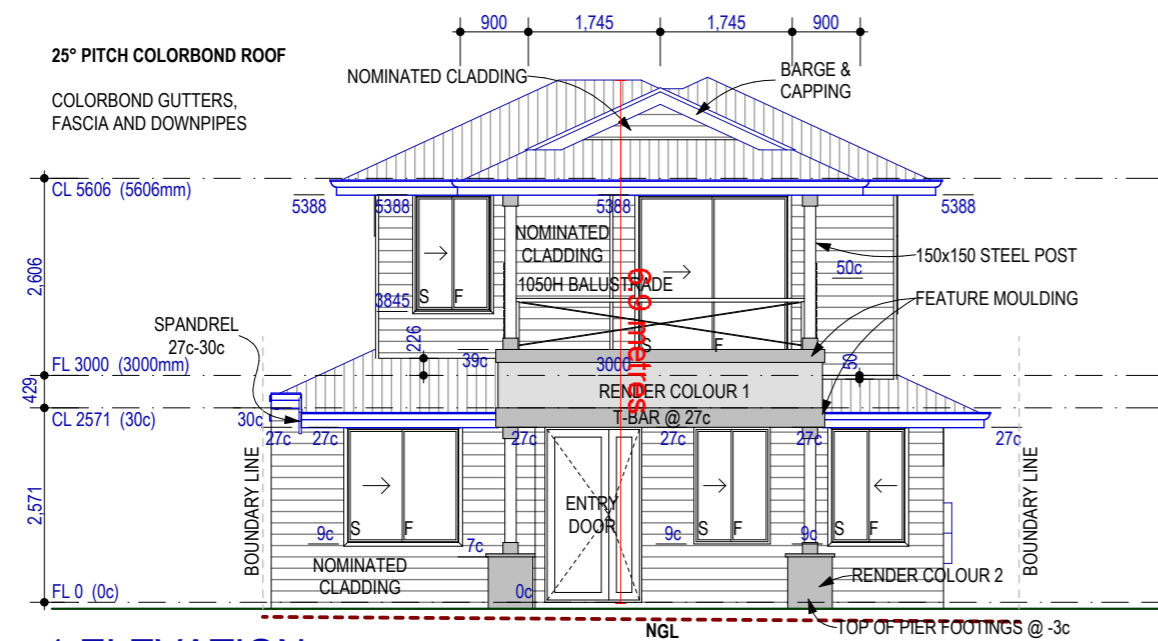 900
1,745
1,745
900
25° PITCH COLORBOND ROOF
COLORBOND GUTTERS,
FASCIA AND DOWNPIPES
NOMINATED CLADDING
BARGE &
CAPPING
CL 5606 (5606mm)
5388
5388
5388
5388
NOMINATED
CLADDING
150x150 STEEL POST
50c
2,606
6.9 metres
1050H BALUSTRADE
3845
S
F
FEATURE MOULDING
SPANDREL
27c-30c
226
39c
S
F
50
FL 3000 (3000mm)
3000
429
RENDER COLOUR 1
CL 2571 (30c)
30c
T-BAR @ 27c
27c
27c
27c
27c
27c
27c
BOUNDARY LINE
BOUNDARY LINE
2,571
ENTRY
DOOR
S
F
S
F
S
F
9c
7c
9c
9c
NOMINATED
CLADDING
RENDER COLOUR 2
FL 0 (0c)
0c
NGL
TOP OF PIER FOOTINGS @ -3c